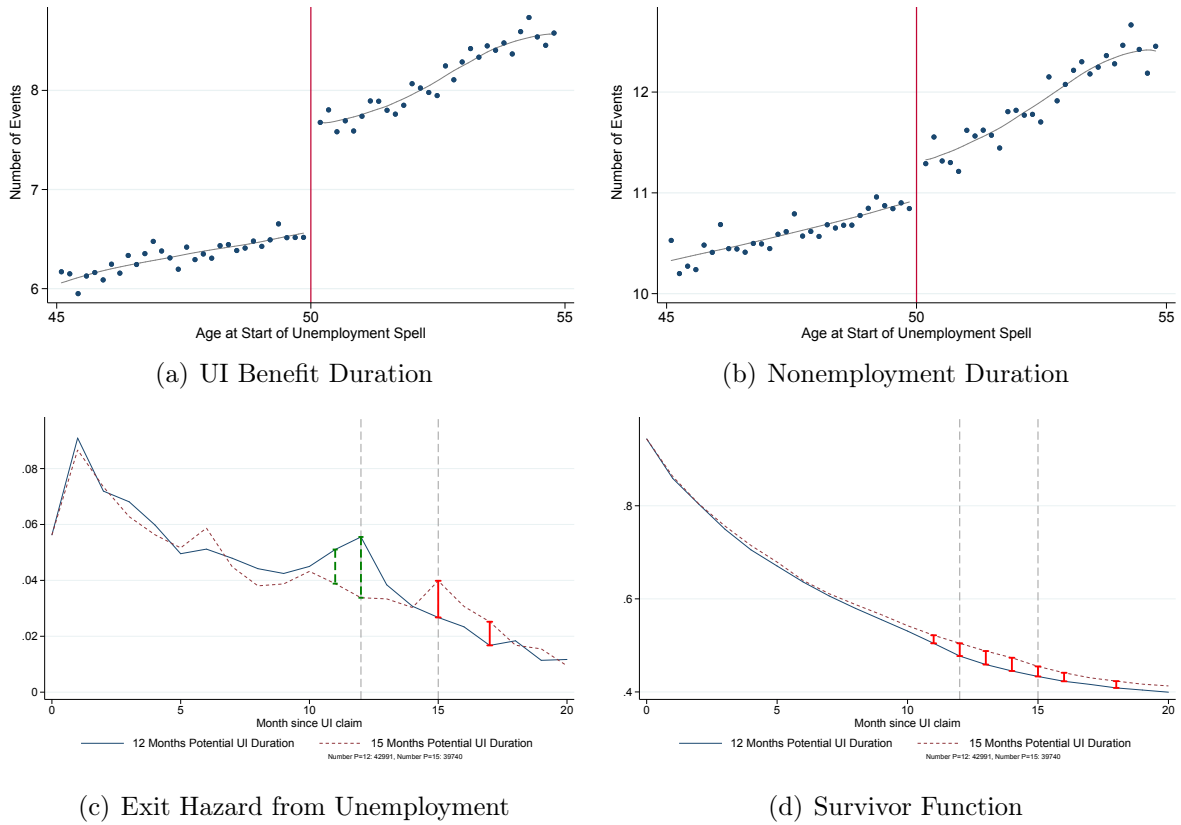 Number of Events
8
7
6
45
50
55
Age at Start of Unemployment Spell
(a) UI Benefit Duration
Number of Events
12
11
10
45
50
55
Age at Start of Unemployment Spell
(b) Nonemployment Duration
.08
.06
.04
.02
0
0
5
10
15
20
Month since UI claim
12 Months Potential UI Duration
15 Months Potential UI Duration
Number P=12: 42991, Number P=15: 39740
(c) Exit Hazard from Unemployment
.8
.6
.4
0
5
10
15
20
Month since UI claim
12 Months Potential UI Duration
15 Months Potential UI Duration
Number P=12: 42991, Number P=15: 39740
(d) Survivor Function